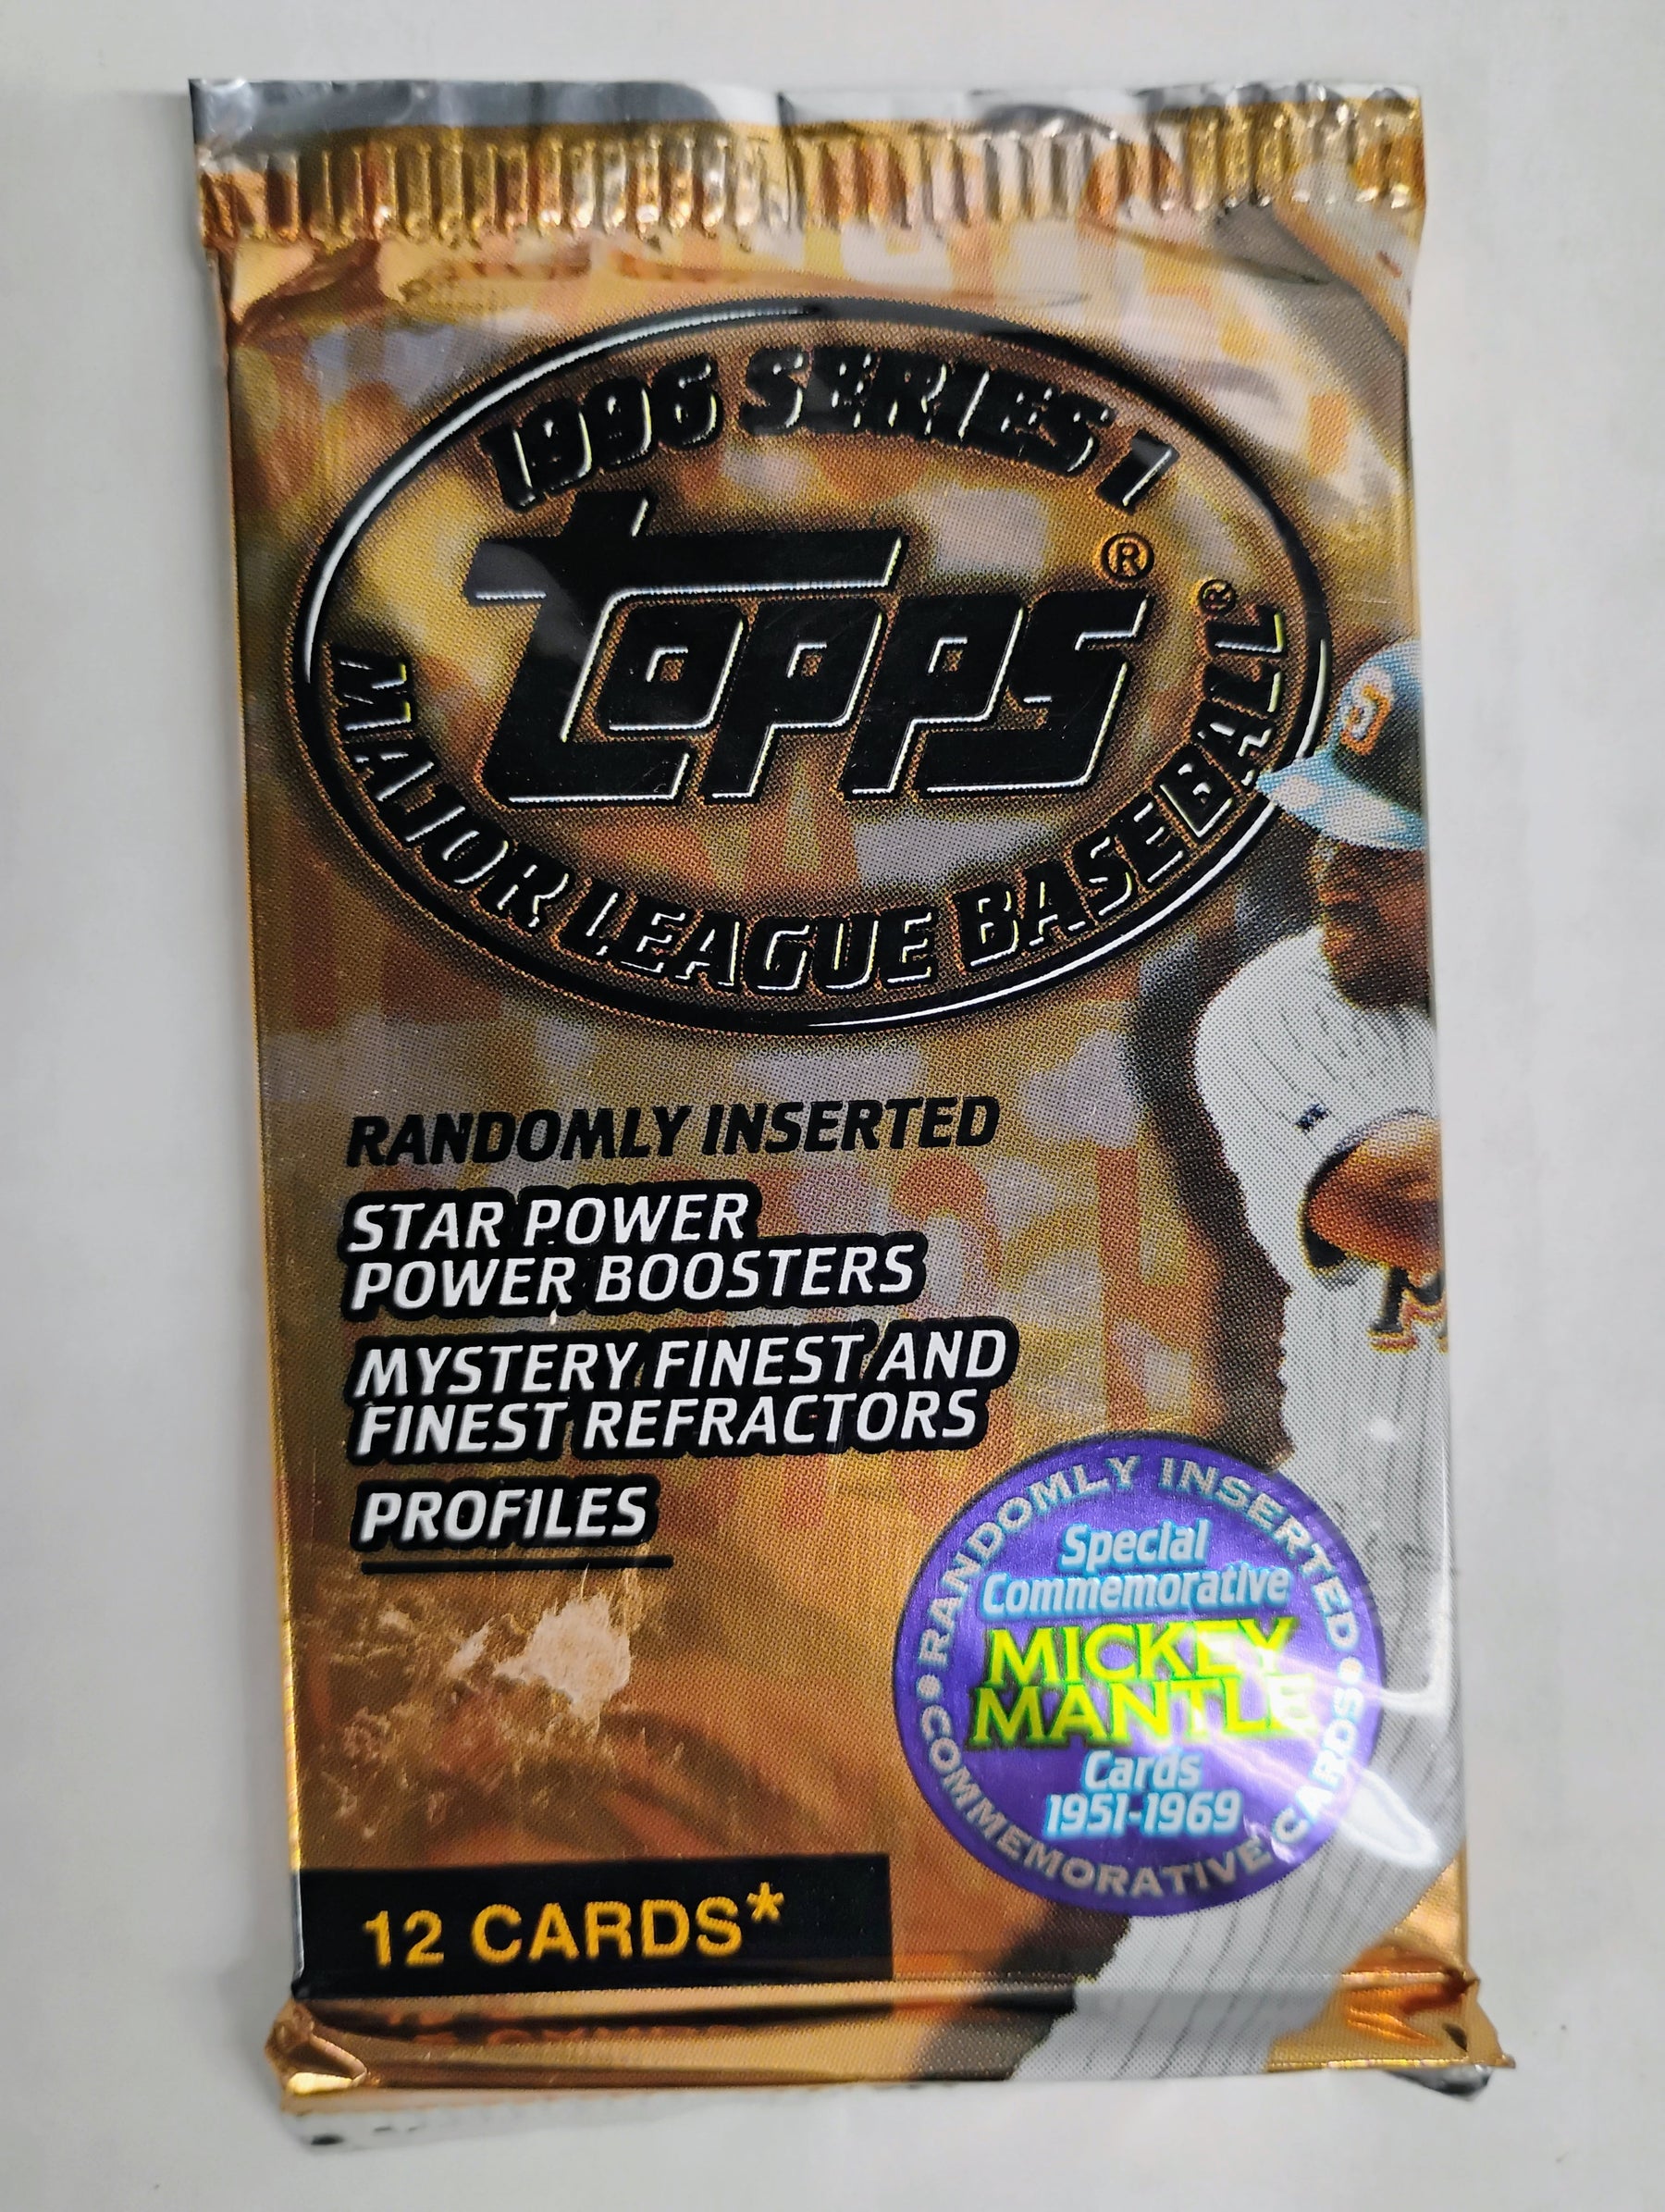 1996 SERIES 1
topps®
MAJOR LEAGUE BASEBALL®
RANDOMLY INSERTED
STAR POWER
POWER BOOSTERS
MYSTERY FINEST AND
FINEST REFRACTORS
PROFILES
RANDOMLY INSERTED
Special
Commemorative
MICKEY
MANTLE
Cards
1951-1969
COMMEMORATIVE CARDS
12 CARDS*